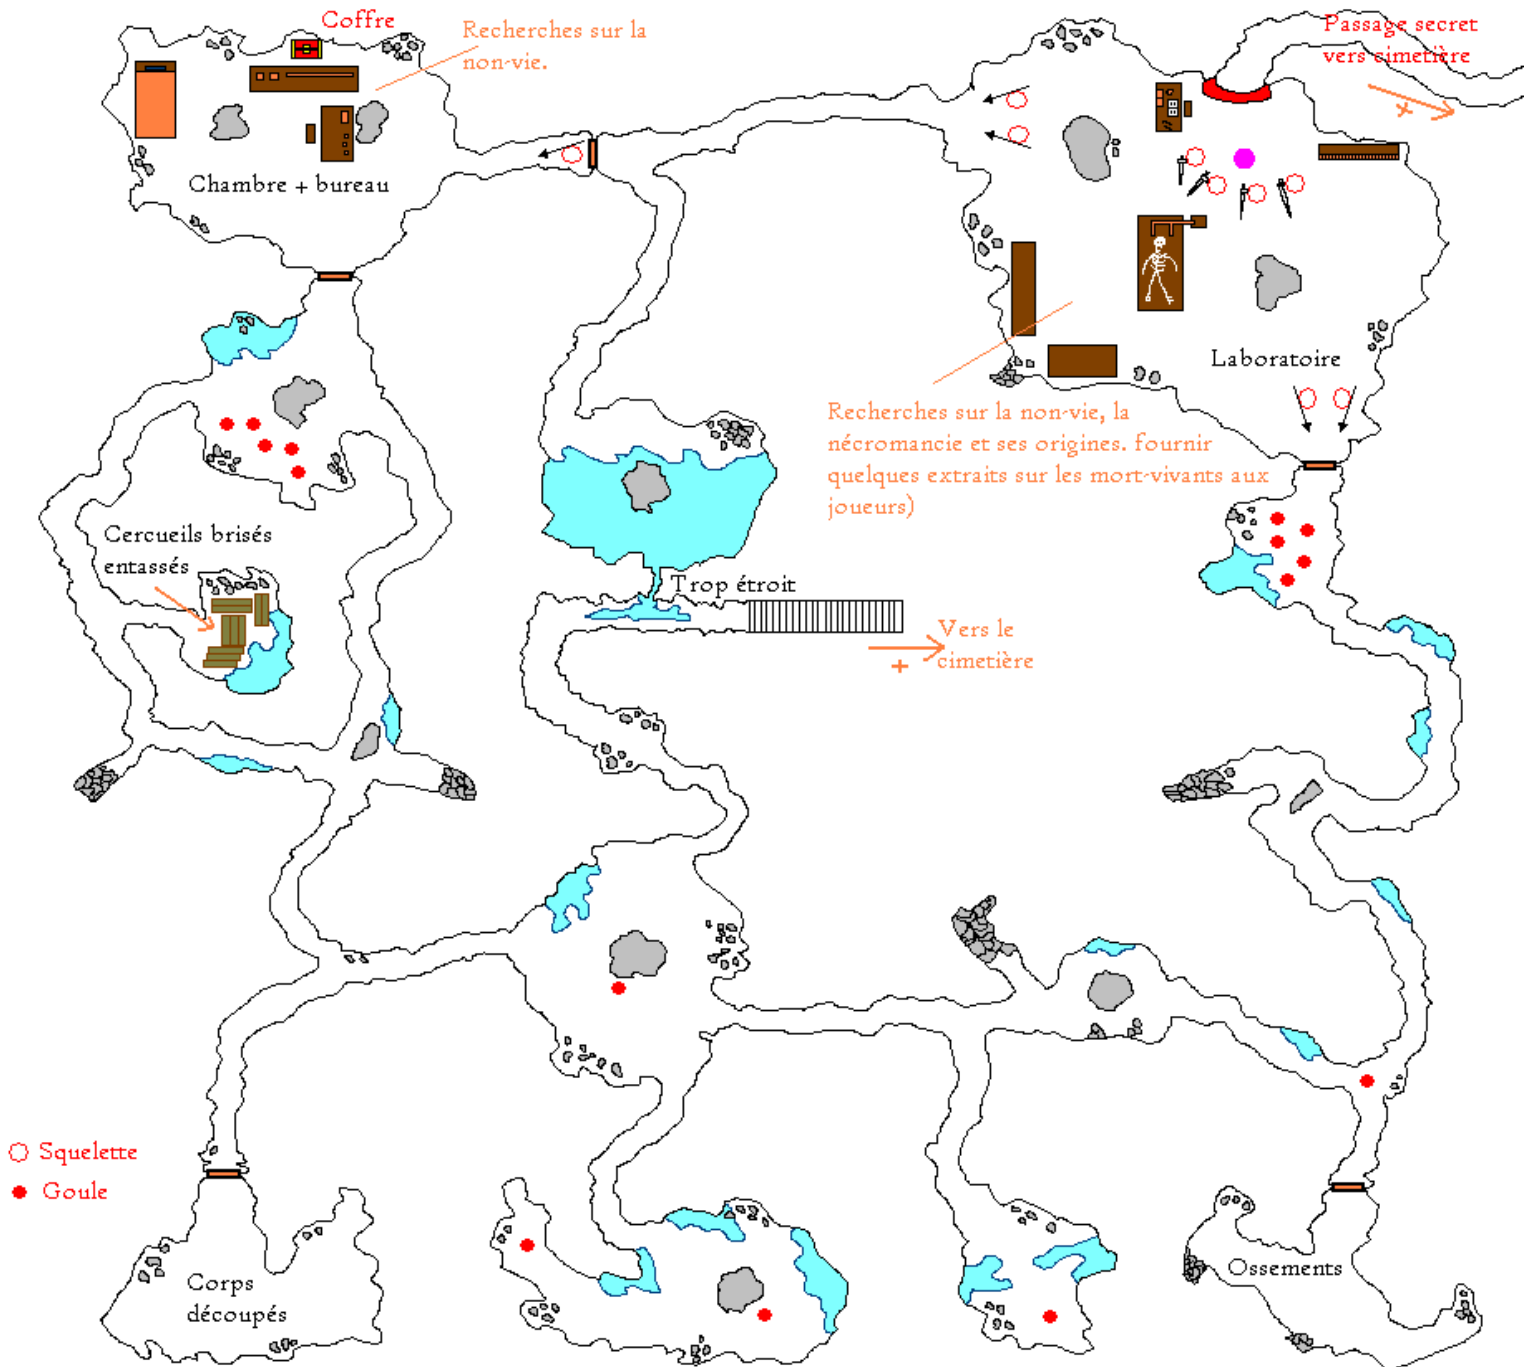 Coffre
Recherches sur la
non-vie.
Passage secret
vers cimetière
Chambre + bureau
Laboratoire
Recherches sur la non-vie, la
nécromancie et ses origines. fournir
quelques extraits sur les mort-vivants aux
joueurs)
Cercueils brisés
entassés
Trop étroit
Vers le
cimetière
Squelette
Goule
Corps
découpés
Ossements